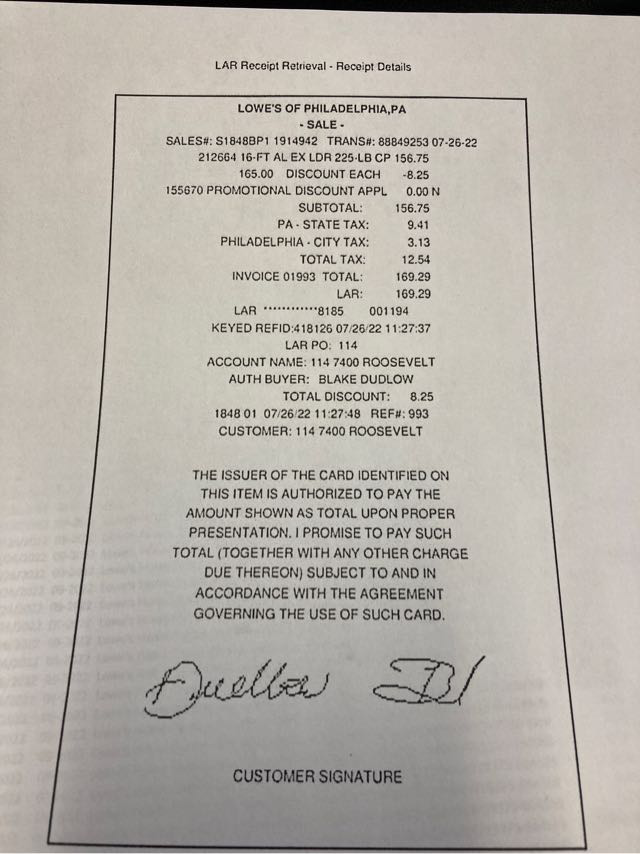 LAR Receipt Retrieval - Receipt Details
LOWE'S OF PHILADELPHIA,PA
- SALE -
SALES#: S1848BP1 1914942 TRANS#: 88849253 07-26-22
212664 16-FT AL EX LDR 225-LB CP 156.75
165.00 DISCOUNT EACH -8.25
155670 PROMOTIONAL DISCOUNT APPL 0.00 N
SUBTOTAL: 156.75
PA - STATE TAX: 9.41
PHILADELPHIA - CITY TAX: 3.13
TOTAL TAX: 12.54
INVOICE 01993 TOTAL: 169.29
LAR: 169.29
LAR ************8185 001194
KEYED REFID:418126 07/26/22 11:27:37
LAR PO: 114
ACCOUNT NAME: 114 7400 ROOSEVELT
AUTH BUYER: BLAKE DUDLOW
TOTAL DISCOUNT: 8.25
1848 01 07/26/22 11:27:48 REF#: 993
CUSTOMER: 114 7400 ROOSEVELT
THE ISSUER OF THE CARD IDENTIFIED ON
THIS ITEM IS AUTHORIZED TO PAY THE
AMOUNT SHOWN AS TOTAL UPON PROPER
PRESENTATION. I PROMISE TO PAY SUCH
TOTAL (TOGETHER WITH ANY OTHER CHARGE
DUE THEREON) SUBJECT TO AND IN
ACCORDANCE WITH THE AGREEMENT
GOVERNING THE USE OF SUCH CARD.
CUSTOMER SIGNATURE